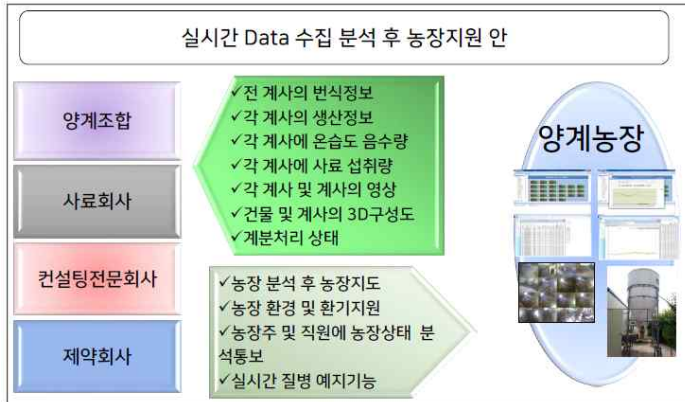 실시간 Data 수집 분석 후 농장지원 안
양계조합
사료회사
컨설팅전문회사
제약회사
✓전 계사의 번식정보
✓각 계사의 생산정보
✓각 계사에 온습도 음수량
✓각 계사에 사료 섭취량
✓각 계사 및 계사의 영상
✓건물 및 계사의 3D구성도
✓계분처리 상태
✓농장 분석 후 농장지도
✓농장 환경 및 환기지원
✓농장주 및 직원에 농장상태 분
석통보
✓실시간 질병 예지기능
양계농장